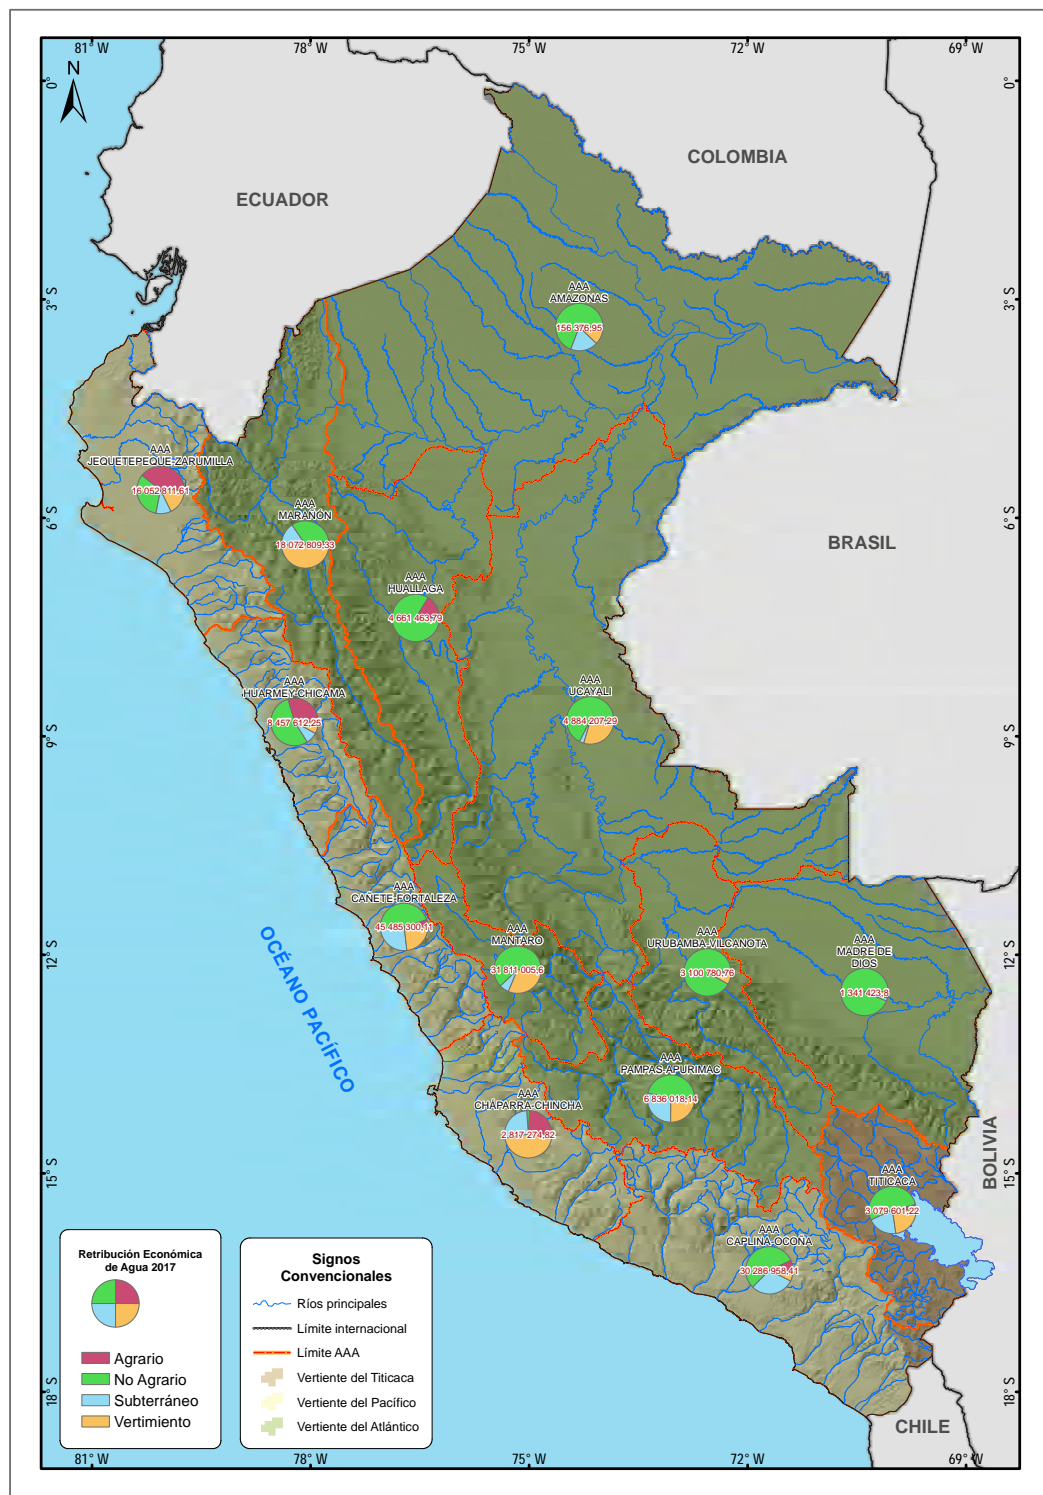 81° W
78° W
75° W
72° W
69° W
N
0°
0°
COLOMBIA
ECUADOR
AAA
AMAZONAS
156 376,95
3° S
3° S
AAA
JEQUETEPEQUE-ZARUMILLA
16 052 811,61
AAA
MARAÑÓN
18 072 809,33
6° S
6° S
BRASIL
AAA
HUALLAGA
4 661 463,79
AAA
HUARMEY-CHICAMA
8 457 612,25
AAA
UCAYALI
4 884 207,29
9° S
9° S
AAA
CAÑETE-FORTALEZA
45 485 300,11
AAA
MANTARO
31 811 005,6
AAA
URUBAMBA-VILCANOTA
3 100 780,76
AAA
MADRE DE
DIOS
1 341 423,8
12° S
12° S
OCÉANO PACÍFICO
AAA
PAMPAS-APURIMAC
6 836 018,14
AAA
CHÁPARRA-CHINCHA
2 817 274,82
BOLIVIA
15° S
15° S
AAA
TITICACA
3 079 601,22
AAA
CAPLINA-OCOÑA
30 286 958,41
Retribución Económica
de Agua 2017
Agrario
No Agrario
Subterráneo
Vertimiento
Signos
Convencionales
Ríos principales
Límite internacional
Límite AAA
Vertiente del Titicaca
Vertiente del Pacífico
Vertiente del Atlántico
18° S
18° S
CHILE
81° W
78° W
75° W
72° W
69° W